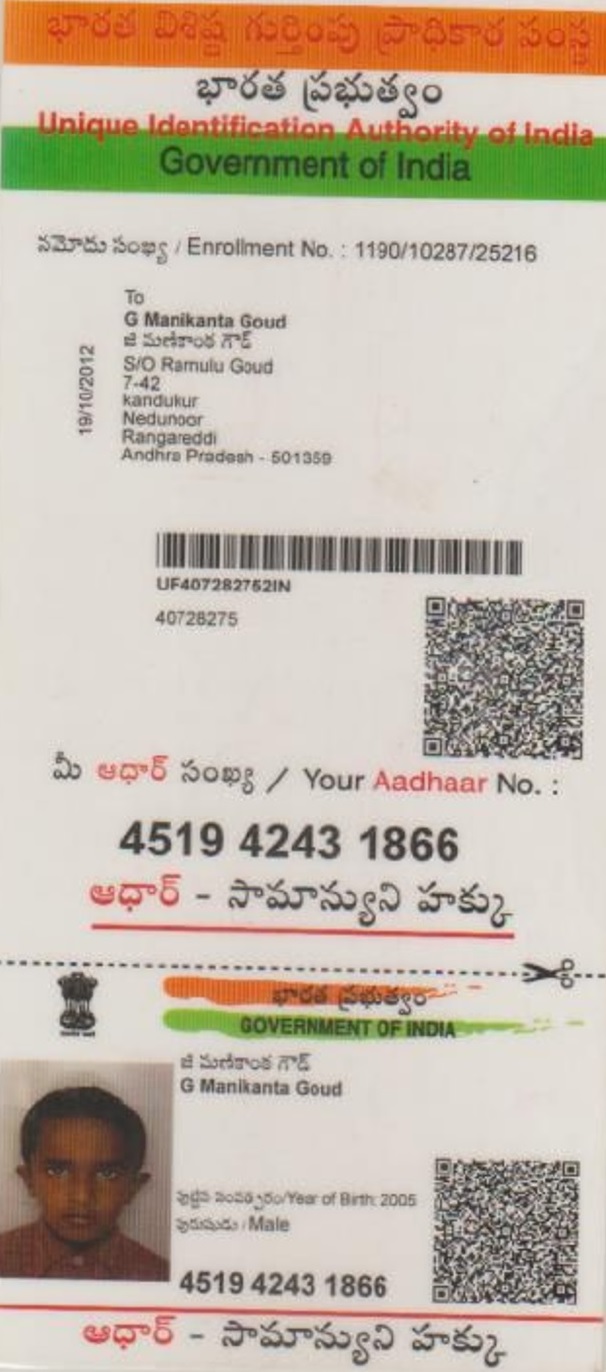 భారత విశిష్ట గుర్తింపు ప్రాధికార సంస్థ
భారత ప్రభుత్వం
Unique Identification Authority of India
Government of India
నమోదు సంఖ్య / Enrollment No. : 1190/10287/25216
19/10/2012
To
G Manikanta Goud
జి మణికాంత గౌడ్
S/O Ramulu Goud
7-42
kandukur
Nedunoor
Rangareddi
Andhra Pradesh - 501359
UF407282752IN
40728275
మీ ఆధార్ సంఖ్య / Your Aadhaar No. :
4519 4243 1866
ఆధార్ - సామాన్యుని హక్కు
భారత ప్రభుత్వం
GOVERNMENT OF INDIA
జి మణికాంత గౌడ్
G Manikanta Goud
పుట్టిన సంవత్సరం/Year of Birth: 2005
పురుషుడు / Male
4519 4243 1866
ఆధార్ - సామాన్యుని హక్కు